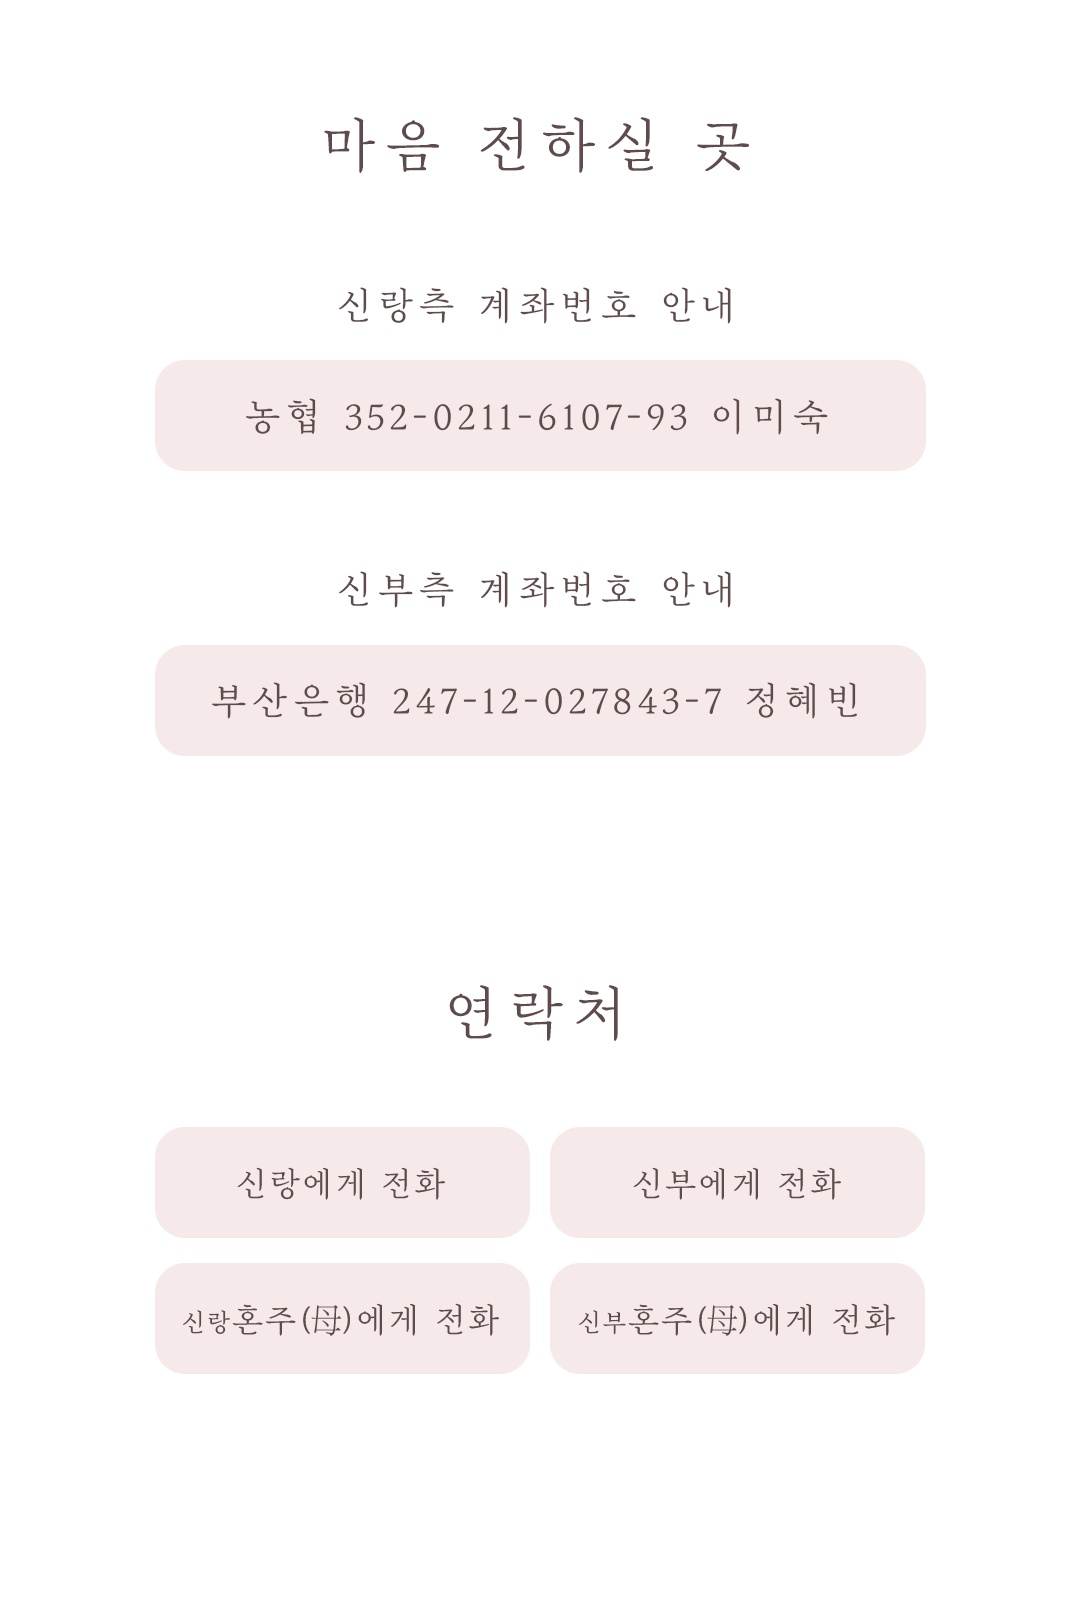 마음 전하실 곳
신랑측 계좌번호 안내
농협 352-0211-6107-93 이미숙
신부측 계좌번호 안내
부산은행 247-12-027843-7 정혜빈
연락처
신랑에게 전화
신부에게 전화
신랑혼주(母)에게 전화
신부혼주(母)에게 전화